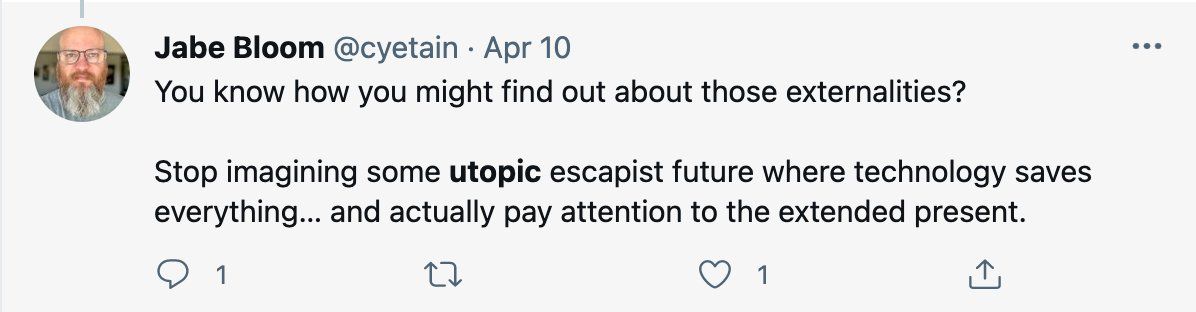 Jabe Bloom @cyetain · Apr 10
You know how you might find out about those externalities?
Stop imagining some utopic escapist future where technology saves
everything... and actually pay attention to the extended present.
1 1